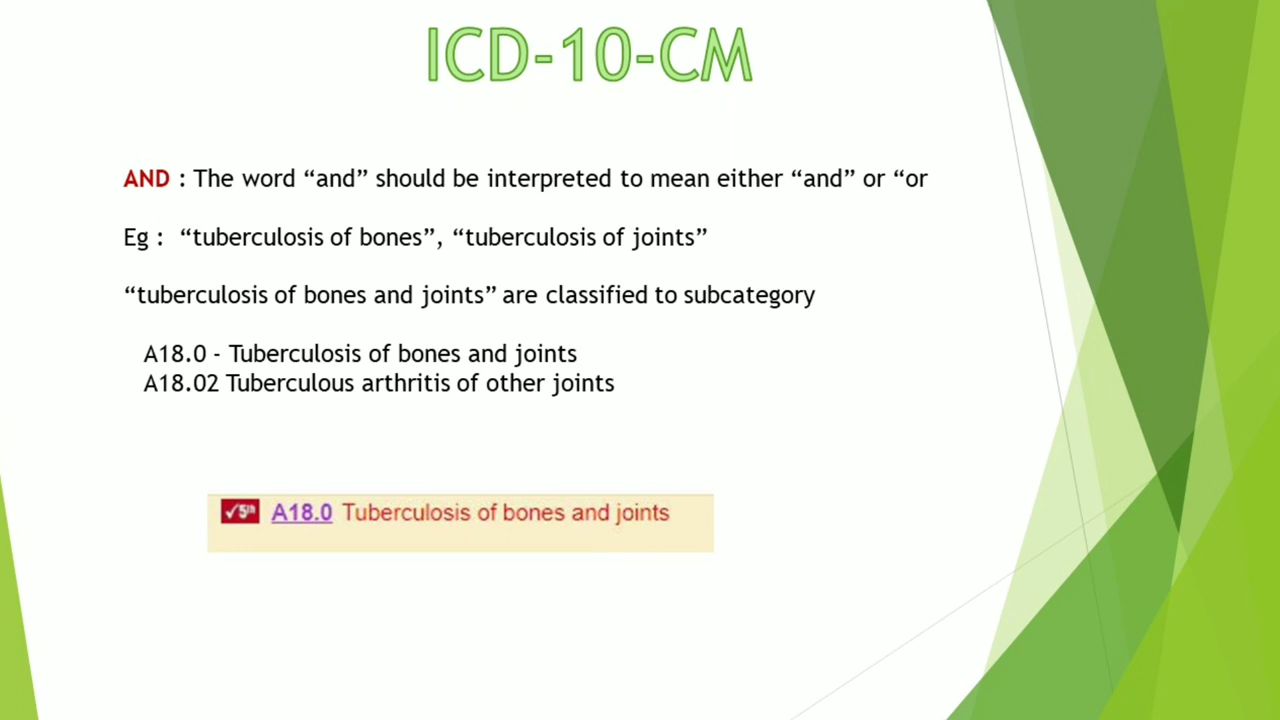 ICD-10-CM
AND : The word “and” should be interpreted to mean either “and” or “or
Eg :  “tuberculosis of bones”, “tuberculosis of joints”
“tuberculosis of bones and joints” are classified to subcategory
A18.0 - Tuberculosis of bones and joints
A18.02 Tuberculous arthritis of other joints
✓5th A18.0 Tuberculosis of bones and joints